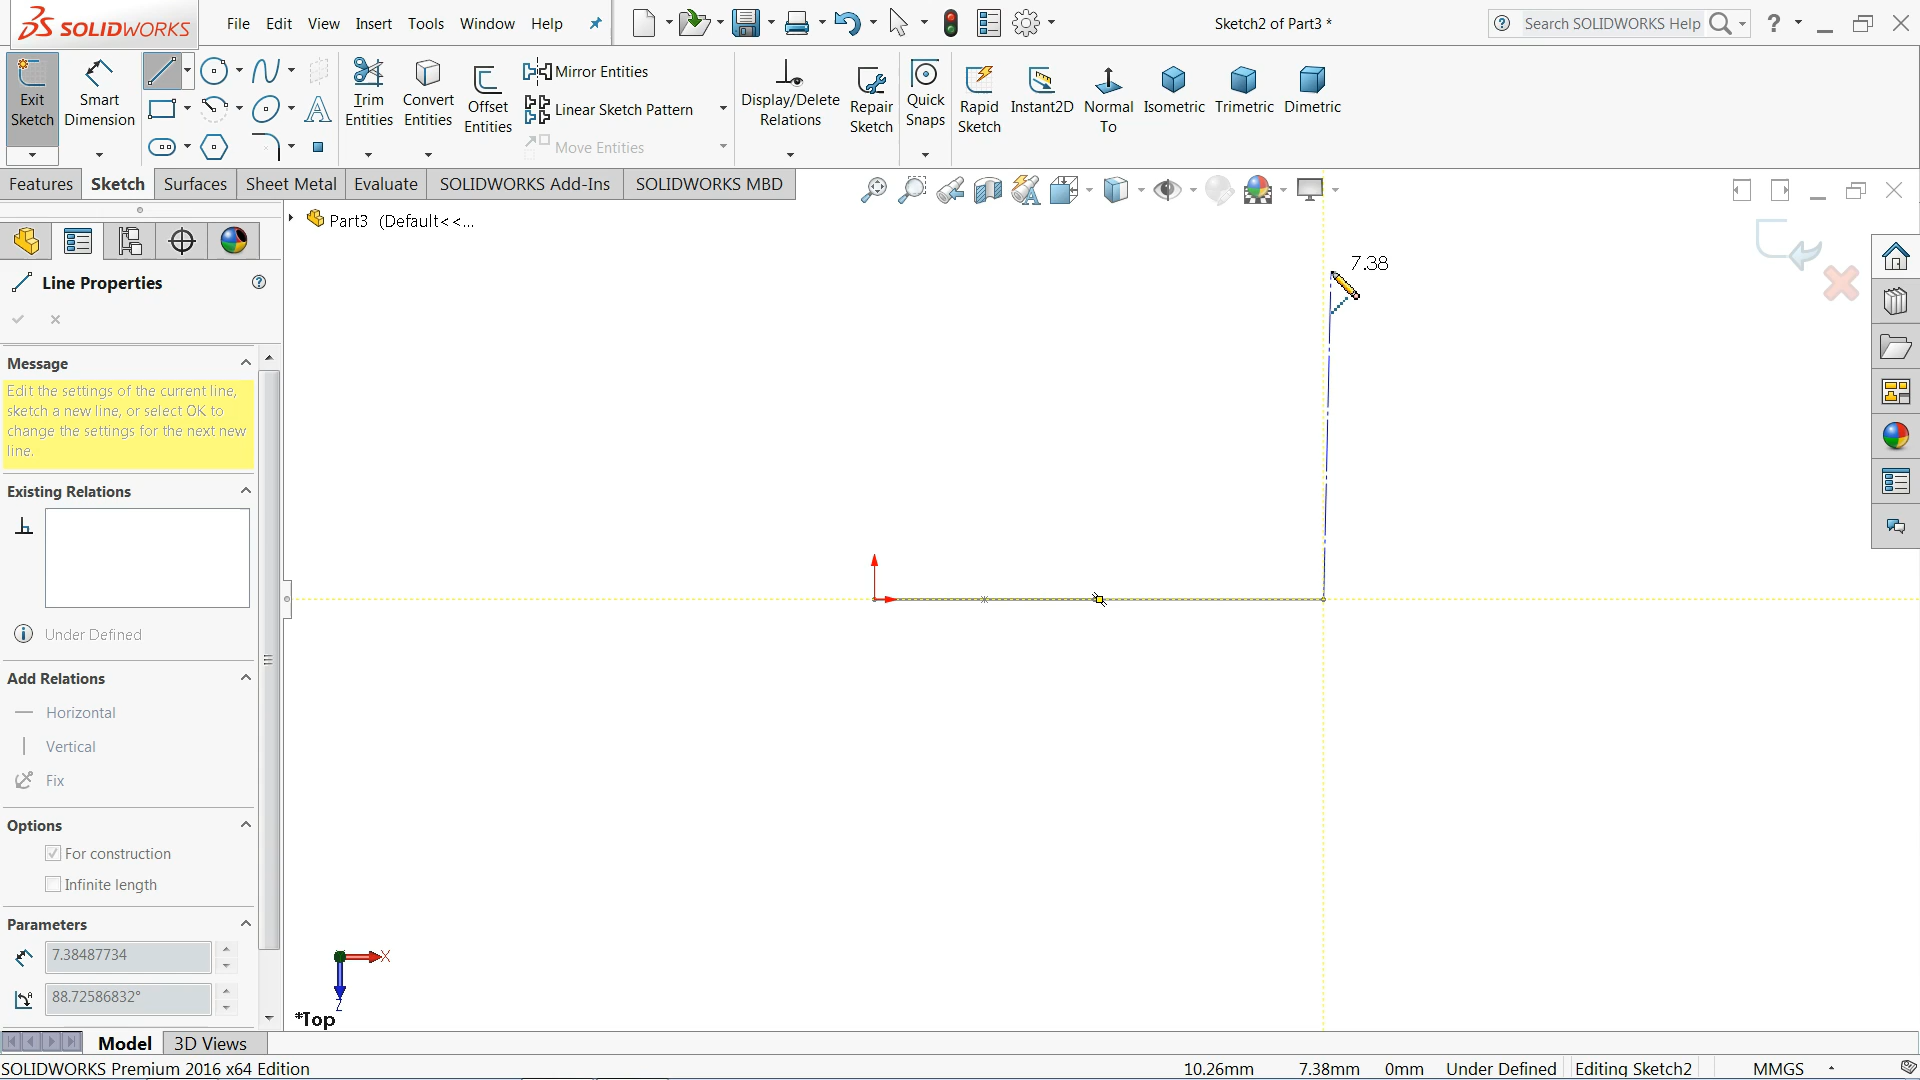 SOLIDWORKS
File Edit View Insert Tools Window Help
Sketch2 of Part3 *
Search SOLIDWORKS Help
Exit Sketch
Smart Dimension
Trim Entities
Convert Entities
Offset Entities
Mirror Entities
Linear Sketch Pattern
Move Entities
Display/Delete Relations
Repair Sketch
Quick Snaps
Rapid Sketch
Instant2D
Normal To
Isometric
Trimetric
Dimetric
Features Sketch Surfaces Sheet Metal Evaluate SOLIDWORKS Add-Ins SOLIDWORKS MBD
Part3 (Default<<...
Line Properties
Message
Edit the settings of the current line,
sketch a new line, or select OK to
change the settings for the next new
line.
Existing Relations
Under Defined
Add Relations
Horizontal
Vertical
Fix
Options
For construction
Infinite length
Parameters
7.38487734
88.72586832°
7.38
X
Z
*Top
Model 3D Views
SOLIDWORKS Premium 2016 x64 Edition
10.26mm 7.38mm 0mm Under Defined Editing Sketch2 MMGS